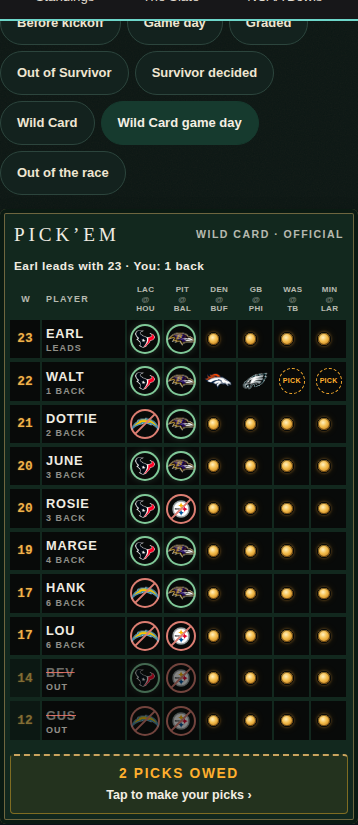 Before kickoff
Game day
Graded
Out of Survivor
Survivor decided
Wild Card
Wild Card game day
Out of the race
PICK’EM
WILD CARD · OFFICIAL
Earl leads with 23 · You: 1 back
W PLAYER LAC @ HOU PIT @ BAL DEN @ BUF GB @ PHI WAS @ TB MIN @ LAR
23 EARL
LEADS
22 WALT PICK PICK
1 BACK
21 DOTTIE
2 BACK
20 JUNE
3 BACK
20 ROSIE
3 BACK
19 MARGE
4 BACK
17 HANK
6 BACK
17 LOU
6 BACK
14 BEV
OUT
12 GUS
OUT
2 PICKS OWED
Tap to make your picks ›